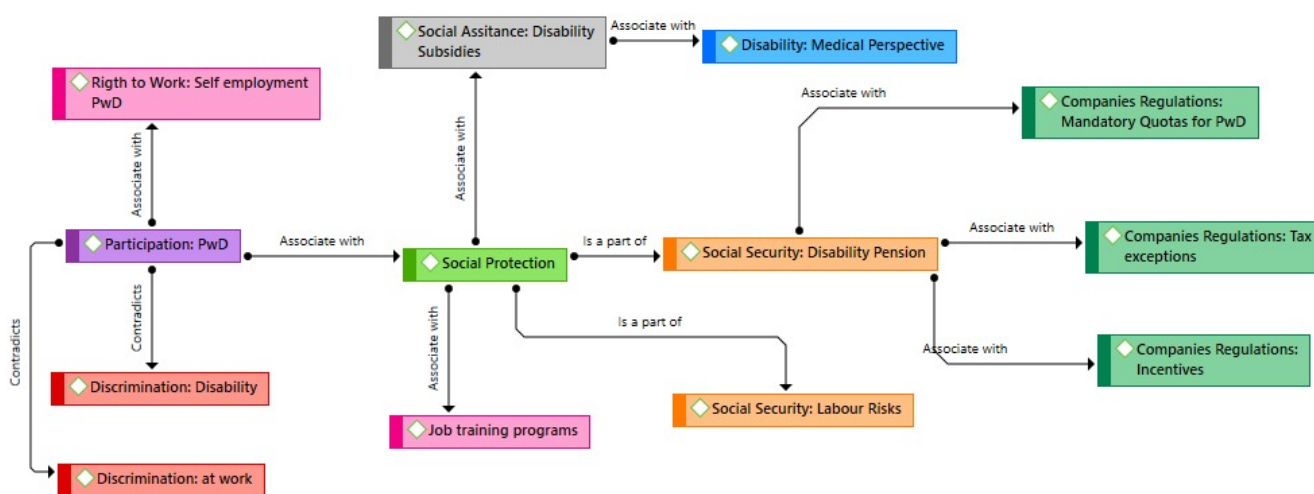 Social Assitance: Disability
Subsidies
Associate with
Disability: Medical Perspective
Rigth to Work: Self employment
PwD
Associate with
Companies Regulations:
Mandatory Quotas for PwD
Associate with
Associate with
Participation: PwD
Associate with
Social Protection
Is a part of
Social Security: Disability Pension
Associate with
Companies Regulations: Tax
exceptions
Contradicts
Contradicts
Associate with
Is a part of
Associate with
Companies Regulations:
Incentives
Discrimination: Disability
Social Security: Labour Risks
Job training programs
Discrimination: at work